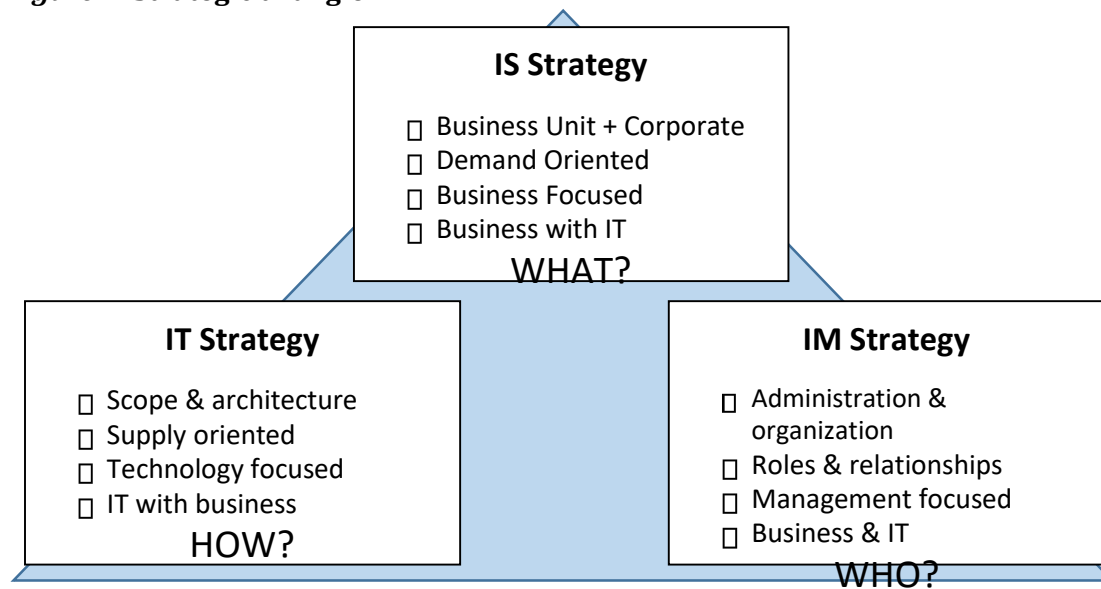 IS Strategy
▯ Business Unit + Corporate
▯ Demand Oriented
▯ Business Focused
▯ Business with IT
WHAT?
IT Strategy
▯ Scope & architecture
▯ Supply oriented
▯ Technology focused
▯ IT with business
HOW?
IM Strategy
▯ Administration &
organization
▯ Roles & relationships
▯ Management focused
▯ Business & IT
WHO?